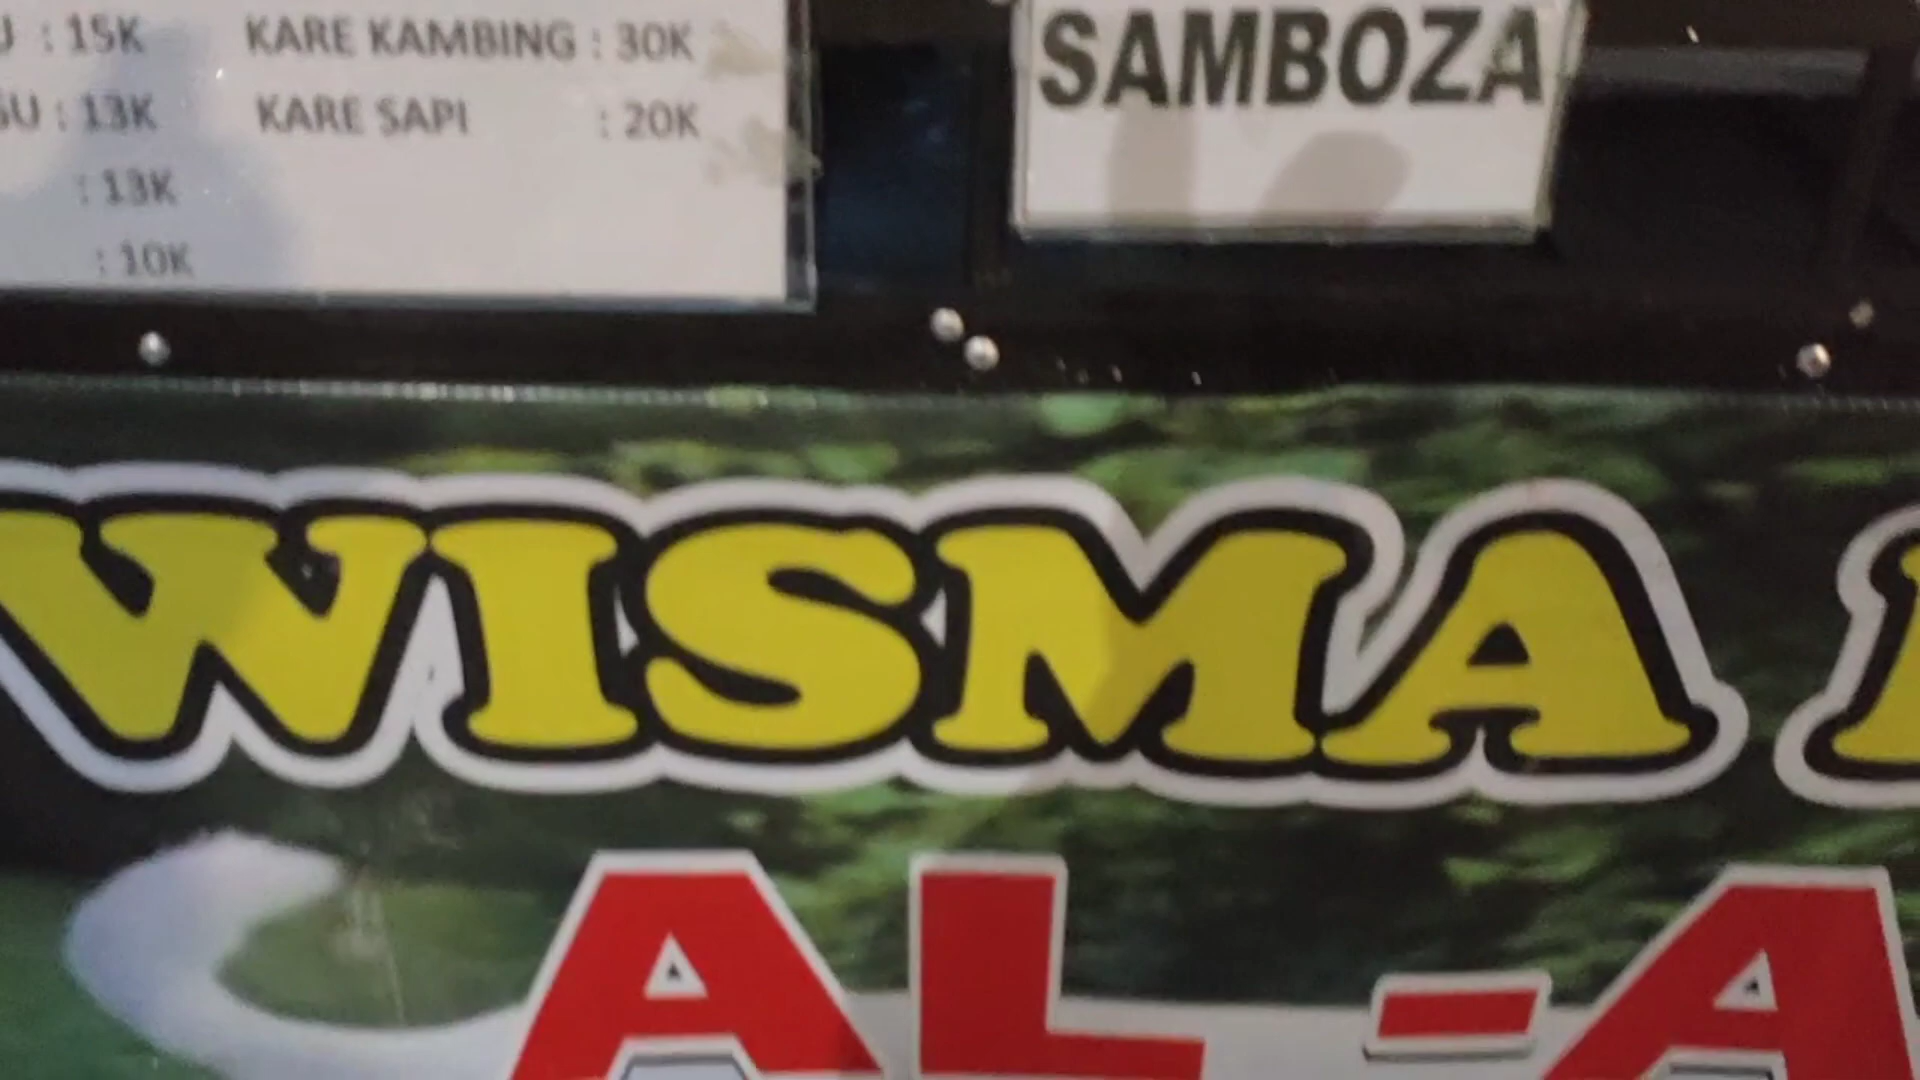 : 15K KARE KAMBING : 30K
: 13K KARE SAPI : 20K
: 13K
: 10K
SAMBOZA
WISMA
AL -A